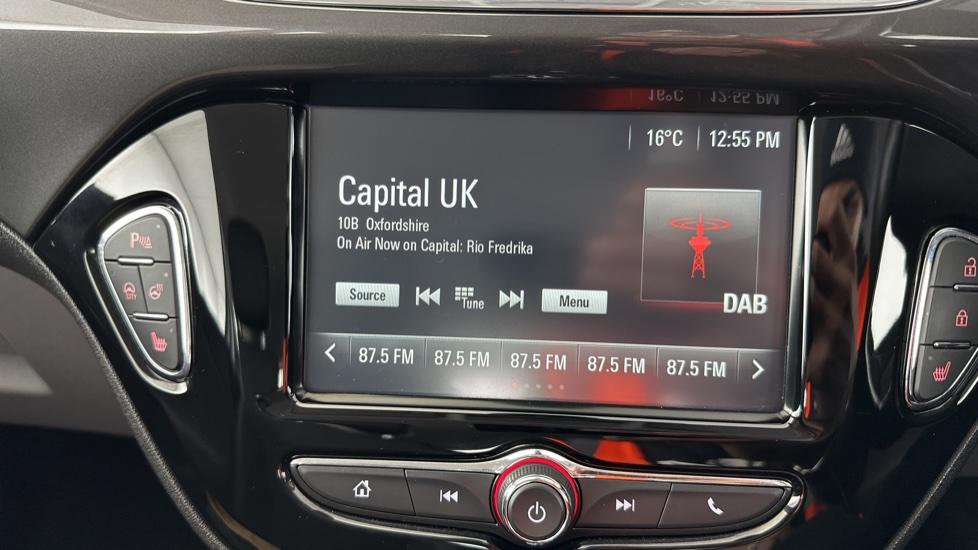 16°C 12:55 PM
Capital UK
10B Oxfordshire
On Air Now on Capital: Rio Fredrika
DAB
Source Tune Menu
87.5 FM 87.5 FM 87.5 FM 87.5 FM 87.5 FM
P
CITY